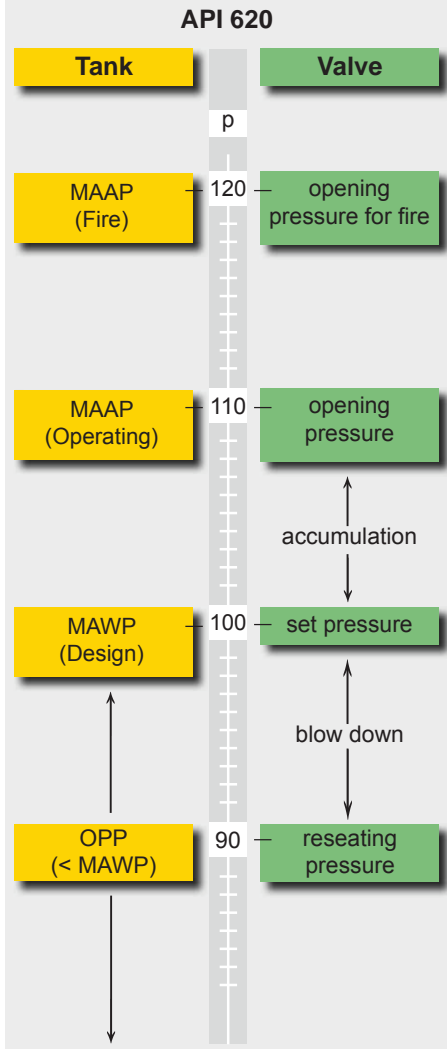 API 620
Tank
Valve
p
MAAP
(Fire)
120
opening
pressure for fire
MAAP
(Operating)
110
opening
pressure
accumulation
MAWP
(Design)
100
set pressure
blow down
OPP
(< MAWP)
90
reseating
pressure